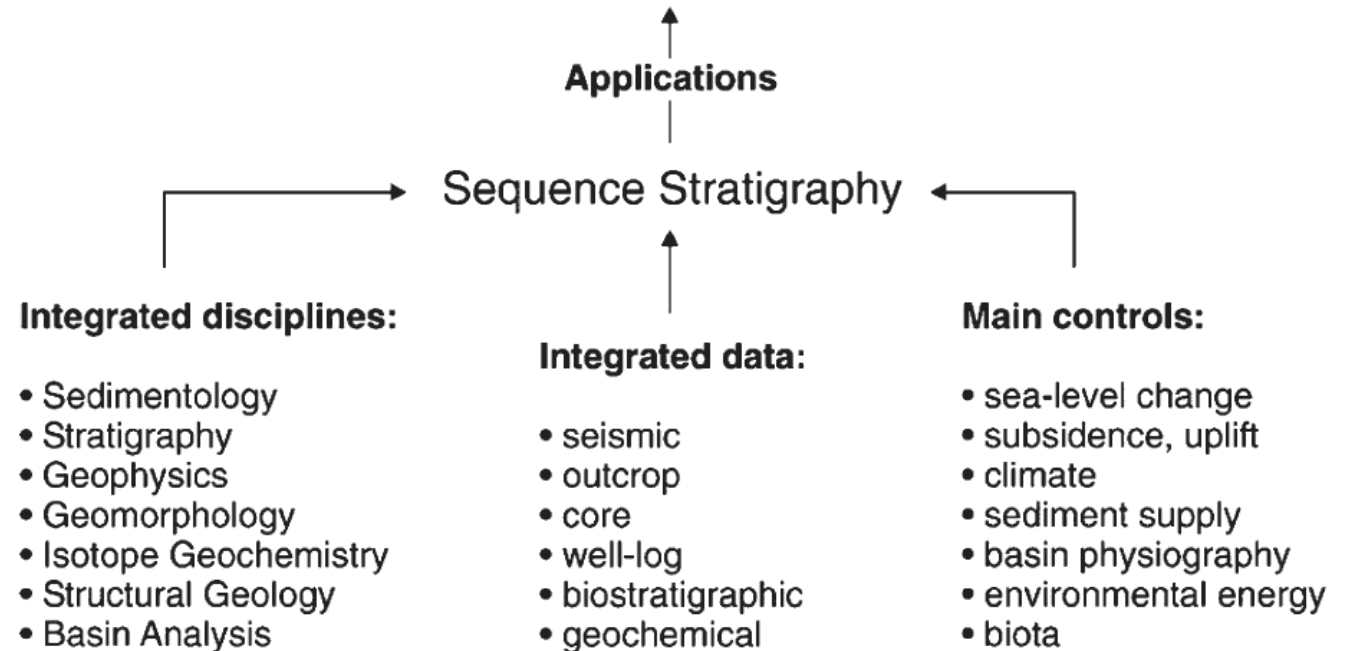 Applications
Sequence Stratigraphy
Integrated disciplines:
• Sedimentology
• Stratigraphy
• Geophysics
• Geomorphology
• Isotope Geochemistry
• Structural Geology
• Basin Analysis
Integrated data:
• seismic
• outcrop
• core
• well-log
• biostratigraphic
• geochemical
Main controls:
• sea-level change
• subsidence, uplift
• climate
• sediment supply
• basin physiography
• environmental energy
• biota